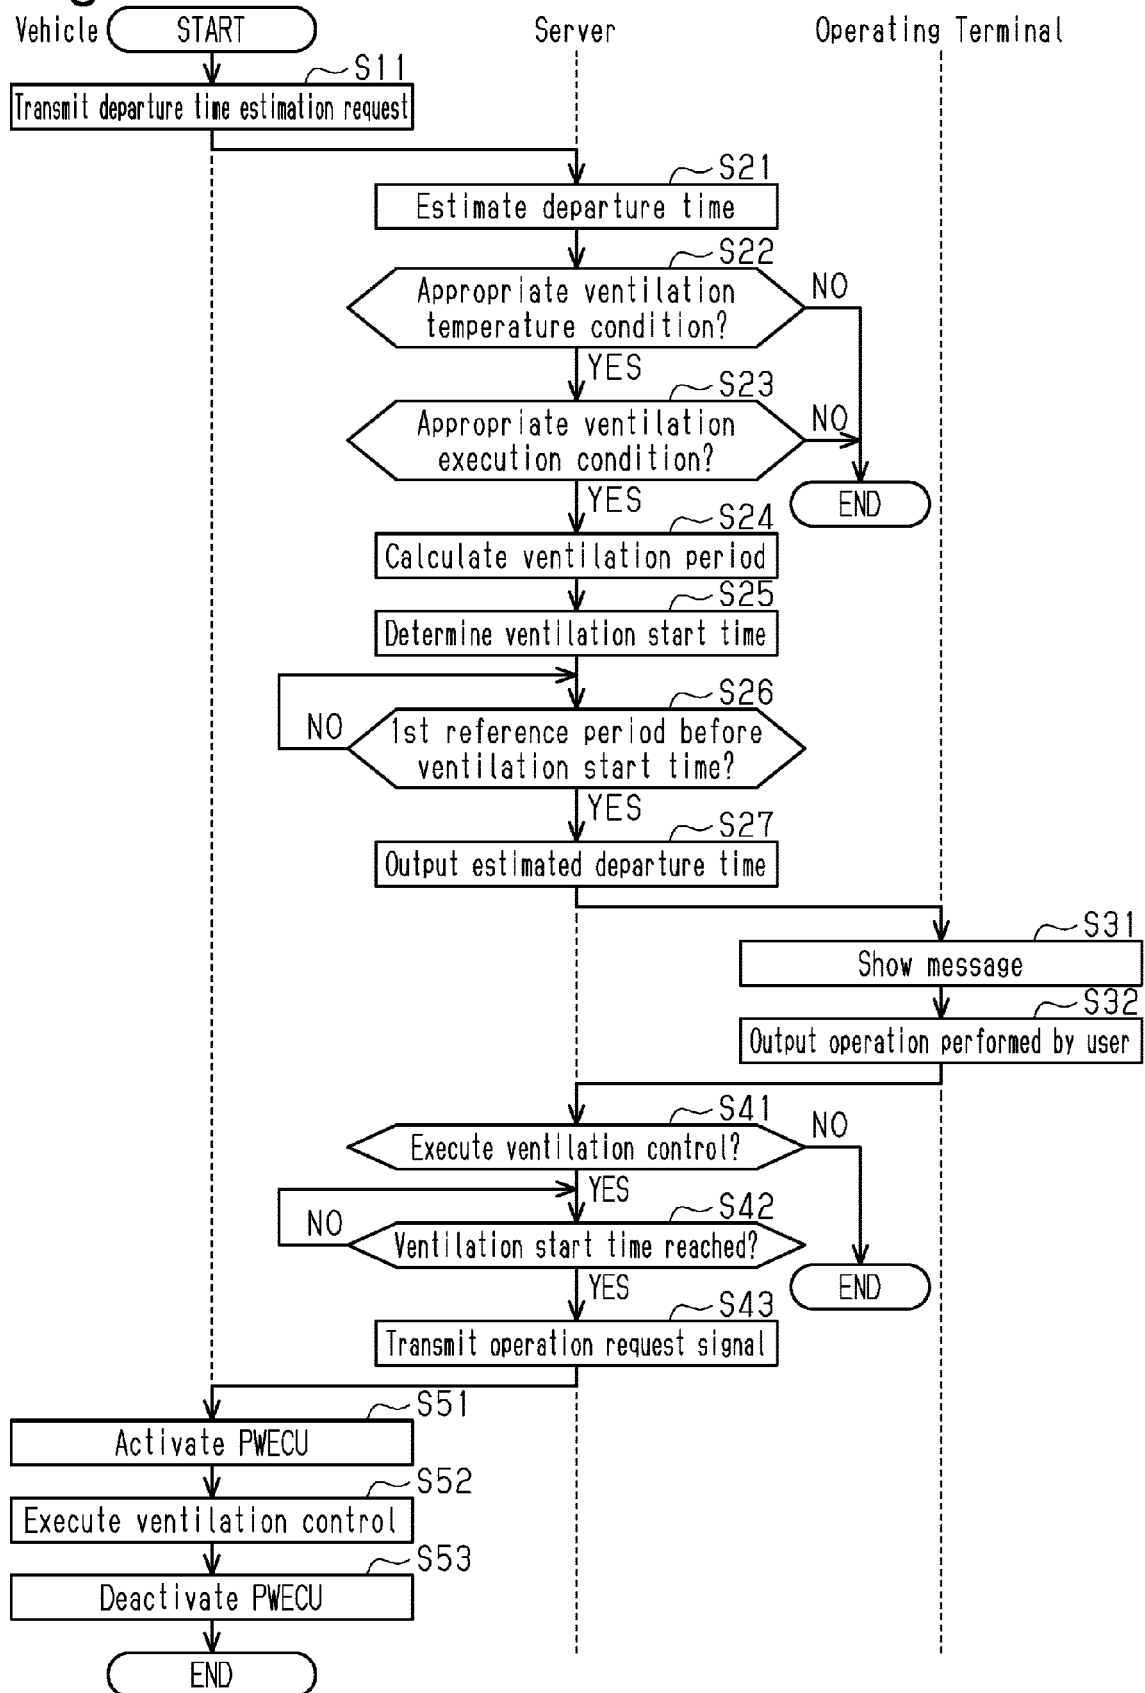 Vehicle
START
Server
Operating Terminal
S11
Transmit departure time estimation request
S21
Estimate departure time
S22
Appropriate ventilation
temperature condition?
NO
YES
S23
Appropriate ventilation
execution condition?
NO
YES
END
S24
Calculate ventilation period
S25
Determine ventilation start time
S26
1st reference period before
ventilation start time?
NO
YES
S27
Output estimated departure time
S31
Show message
S32
Output operation performed by user
S41
Execute ventilation control?
NO
YES
S42
Ventilation start time reached?
NO
YES
END
S43
Transmit operation request signal
S51
Activate PWECU
S52
Execute ventilation control
S53
Deactivate PWECU
END